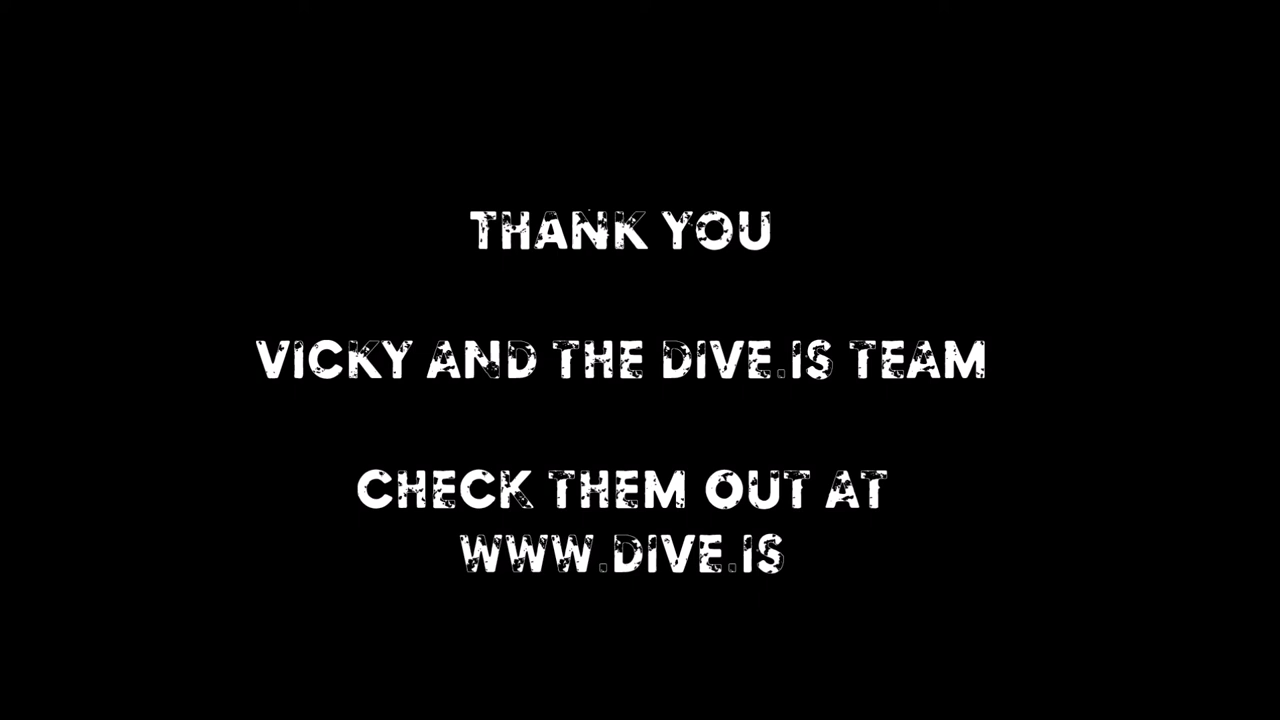 THANK YOU
VICKY AND THE DIVE.IS TEAM
CHECK THEM OUT AT
WWW.DIVE.IS